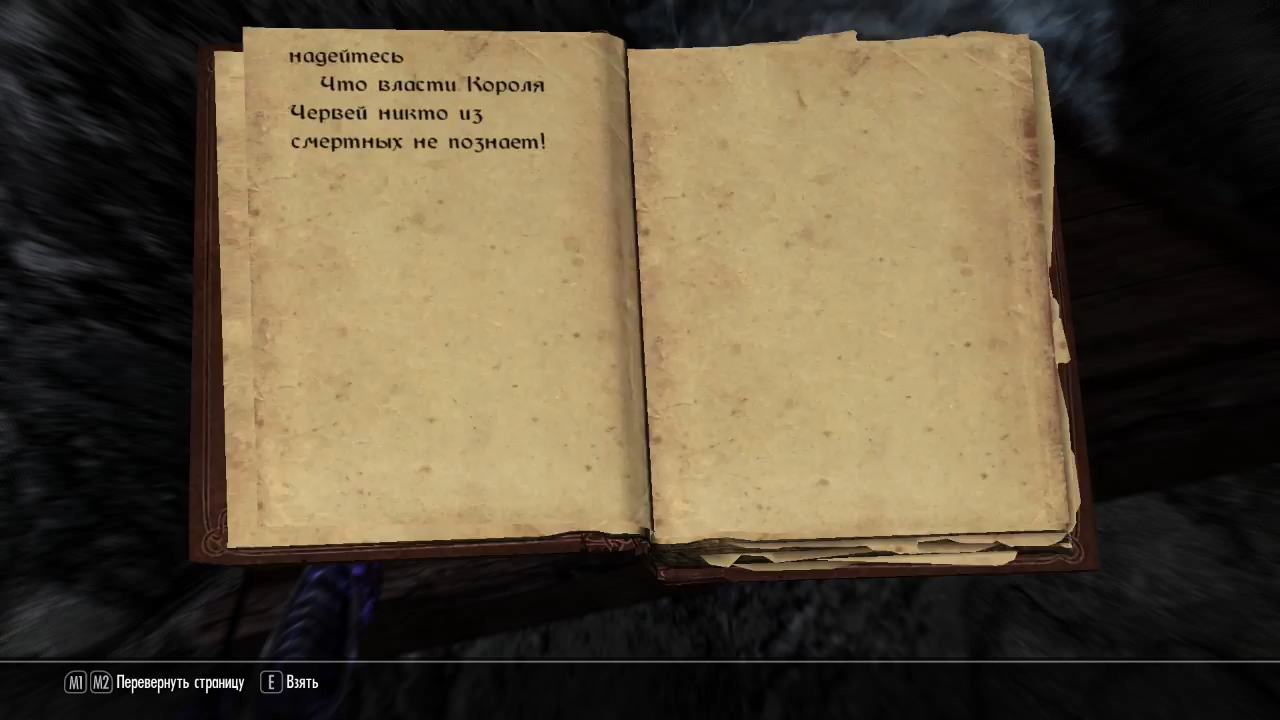 надейтесь
Что власти Короля
Червей никто из
смертных не познает!
M1 M2 Перевернуть страницу E Взять